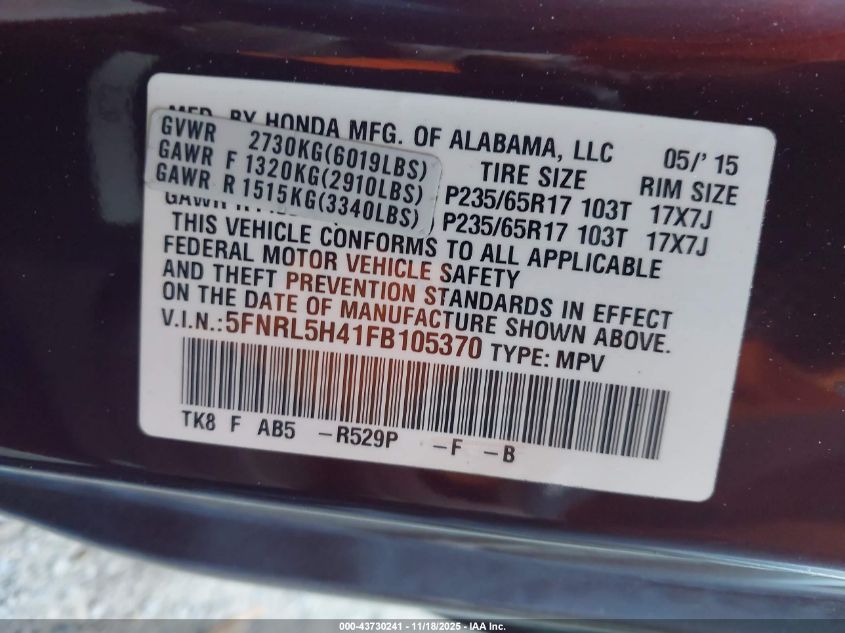 MFD. BY HONDA MFG. OF ALABAMA, LLC 05/' 15
GVWR 2730KG(6019LBS) TIRE SIZE RIM SIZE
GAWR F 1320KG(2910LBS) P235/65R17 103T 17X7J
GAWR R 1515KG(3340LBS) P235/65R17 103T 17X7J
GAWR R
THIS VEHICLE CONFORMS TO ALL APPLICABLE
FEDERAL MOTOR VEHICLE SAFETY
AND THEFT PREVENTION STANDARDS IN EFFECT
ON THE DATE OF MANUFACTURE SHOWN ABOVE.
V.I.N.:5FNRL5H41FB105370 TYPE: MPV
TK8 F AB5 -R529P -F -B
000-43730241 - 11/18/2025 - IAA Inc.